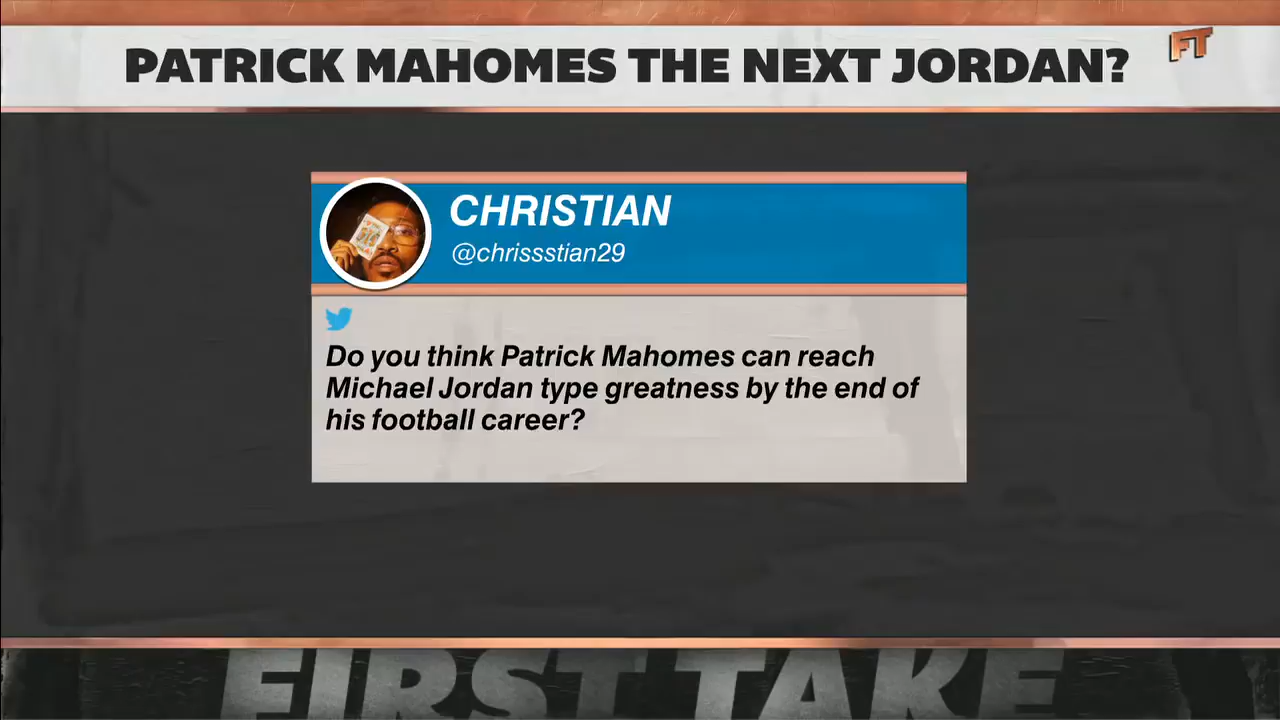 PATRICK MAHOMES THE NEXT JORDAN?
FT
CHRISTIAN
@chrissstian29
Do you think Patrick Mahomes can reach
Michael Jordan type greatness by the end of
his football career?
FIRST TAKE